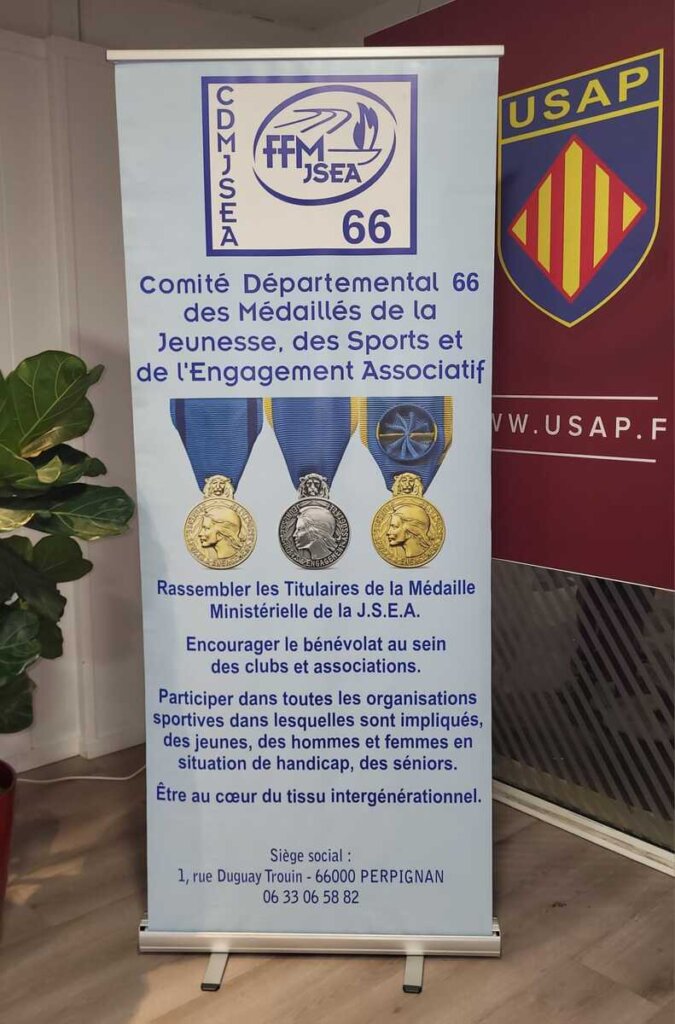 CDMJSEA
FFM
JSEA
66
Comité Départemental 66
des Médaillés de la
Jeunesse, des Sports et
de l'Engagement Associatif
Rassembler les Titulaires de la Médaille
Ministérielle de la J.S.E.A.
Encourager le bénévolat au sein
des clubs et associations.
Participer dans toutes les organisations
sportives dans lesquelles sont impliqués,
des jeunes, des hommes et femmes en
situation de handicap, des séniors.
Être au cœur du tissu intergénérationnel.
Siège social :
1, rue Duguay Trouin - 66000 PERPIGNAN
06 33 06 58 82
USAP
WW.USAP.F